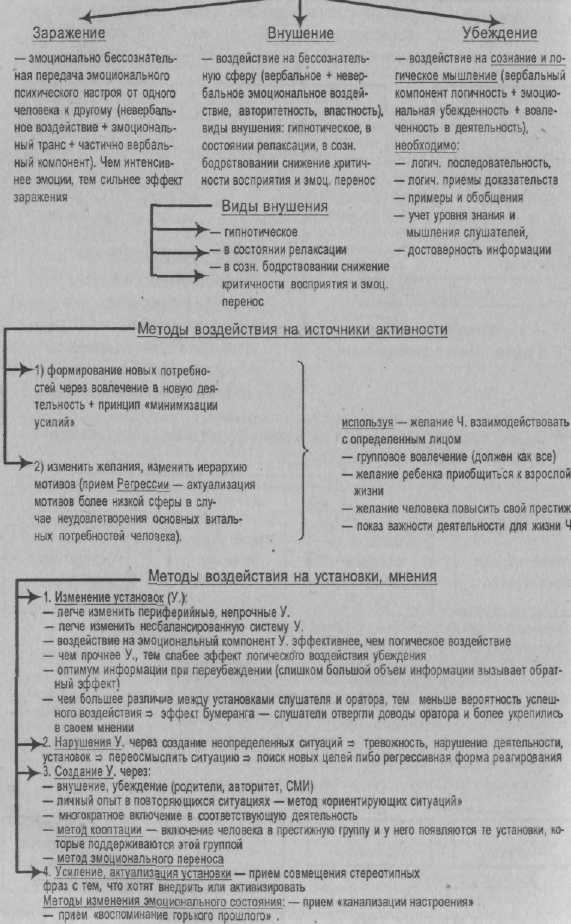 Заражение
— эмоционально бессознатель-
ная передача эмоционального
психического настроя от одного
человека к другому (невербаль-
ное воздействие + эмоциональ-
ный транс + частично вербаль-
ный компонент). Чем интенсив-
нее эмоции, тем сильнее эффект
заражения
Внушение
— воздействие на бессознатель-
ную сферу (вербальное + невер-
бальное эмоциональное воздей-
ствие, авторитетность, властность),
виды внушения: гипнотическое, в
состоянии релаксации, в созн.
бодрствовании снижение критич-
ности восприятия и эмоц. перенос
Убеждение
— воздействие на сознание и ло-
гическое мышление (вербальный
компонент логичность + эмоцио-
нальная убежденность + вовле-
ченность в деятельность),
необходимо:
— логич. последовательность,
— логич. приемы доказательств
— примеры и обобщения
— учет уровня знания и
мышления слушателей,
— достоверность информации
Виды внушения
— гипнотическое
— в состоянии релаксации
— в созн. бодрствовании снижение
критичности восприятия и эмоц.
перенос
Методы воздействия на источники активности
1) формирование новых потребно-
стей через вовлечение в новую дея-
тельность + принцип «минимизации
усилий»
2) изменить желания, изменить иерархию
мотивов (прием Регрессии — актуализация
мотивов более низкой сферы в слу-
чае неудовлетворения основных виталь-
ных потребностей человека).
используя — желание Ч. взаимодействовать
с определенным лицом
— групповое вовлечение (должен как все)
— желание ребенка приобщиться к взрослой
жизни
— желание человека повысить свой престиж
— показ важности деятельности для жизни Ч
Методы воздействия на установки, мнения
1. Изменение установок (У.):
— легче изменить периферийные, непрочные У.
— легче изменить несбалансированную систему У.
— воздействие на эмоциональный компонент У. эффективнее, чем логическое воздействие
— чем прочнее У., тем слабее эффект логического воздействия убеждения
— оптимум информации при переубеждении (слишком большой объем информации вызывает обрат-
ный эффект)
— чем большее различие между установками слушателя и оратора, тем меньше вероятность успеш-
ного воздействия ⇒ эффект бумеранга — слушатели отвергли доводы оратора и более укрепились
в своем мнении
2. Нарушения У. через создание неопределенных ситуаций ⇒ тревожность, нарушение деятельности,
установок ⇒ переосмыслить ситуацию ⇒ поиск новых целей либо регрессивная форма реагирования
3. Создание У. через:
— внушение, убеждение (родители, авторитет, СМИ)
— личный опыт в повторяющихся ситуациях — метод «ориентирующих ситуаций»
— многократное включение в соответствующую деятельность
— метод кооптации — включение человека в престижную группу и у него появляются те установки, ко-
торые поддерживаются этой группой
— метод эмоционального переноса
4. Усиление, актуализация установки — прием совмещения стереотипных
фраз с тем, что хотят внедрить или активизировать
Методы изменения эмоционального состояния: — прием «канализации настроения»
— прием «воспоминание горького прошлого» .